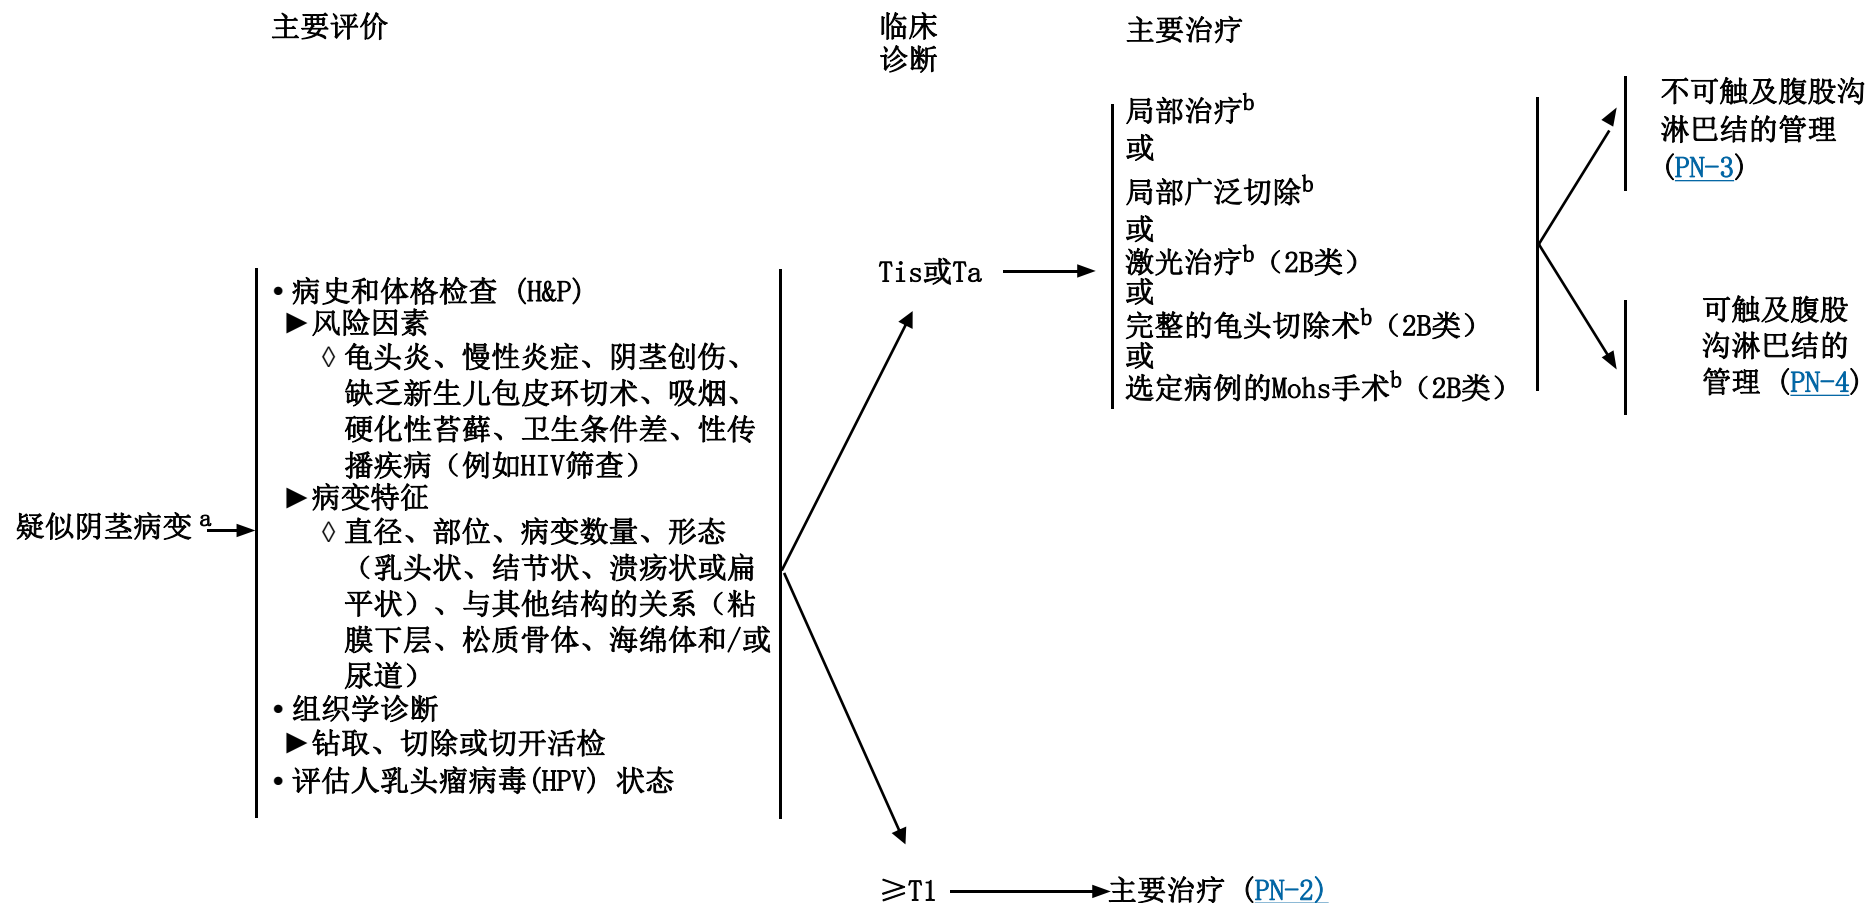 主要评价
临床
诊断
主要治疗
疑似阴茎病变a
•病史和体格检查 (H&P)
►风险因素
◊龟头炎、慢性炎症、阴茎创伤、
缺乏新生儿包皮环切术、吸烟、
硬化性苔藓、卫生条件差、性传
播疾病（例如HIV筛查）
►病变特征
◊直径、部位、病变数量、形态
（乳头状、结节状、溃疡状或扁
平状）、与其他结构的关系（粘
膜下层、松质骨体、海绵体和/或
尿道）
•组织学诊断
►钻取、切除或切开活检
•评估人乳头瘤病毒(HPV) 状态
Tis或Ta
局部治疗b
或
局部广泛切除b
或
激光治疗b（2B类）
或
完整的龟头切除术b（2B类）
或
选定病例的Mohs手术b（2B类）
不可触及腹股沟
淋巴结的管理
(PN-3)
可触及腹股
沟淋巴结的
管理 (PN-4)
≥T1
主要治疗 (PN-2)